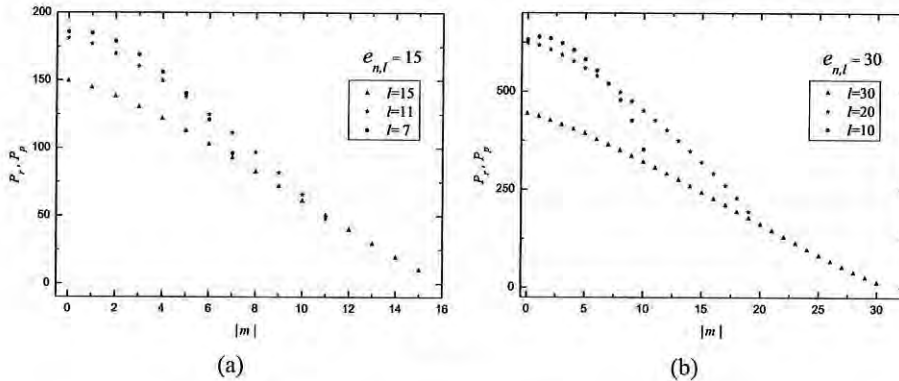 200
150
100
50
0
P_r, P_p
e_{n,l} = 15
▲ l=15
★ l=11
● l=7
0 2 4 6 8 10 12 14 16
|m|
(a)
500
250
0
P_r, P_p
e_{n,l} = 30
▲ l=30
★ l=20
● l=10
0 5 10 15 20 25 30
|m|
(b)